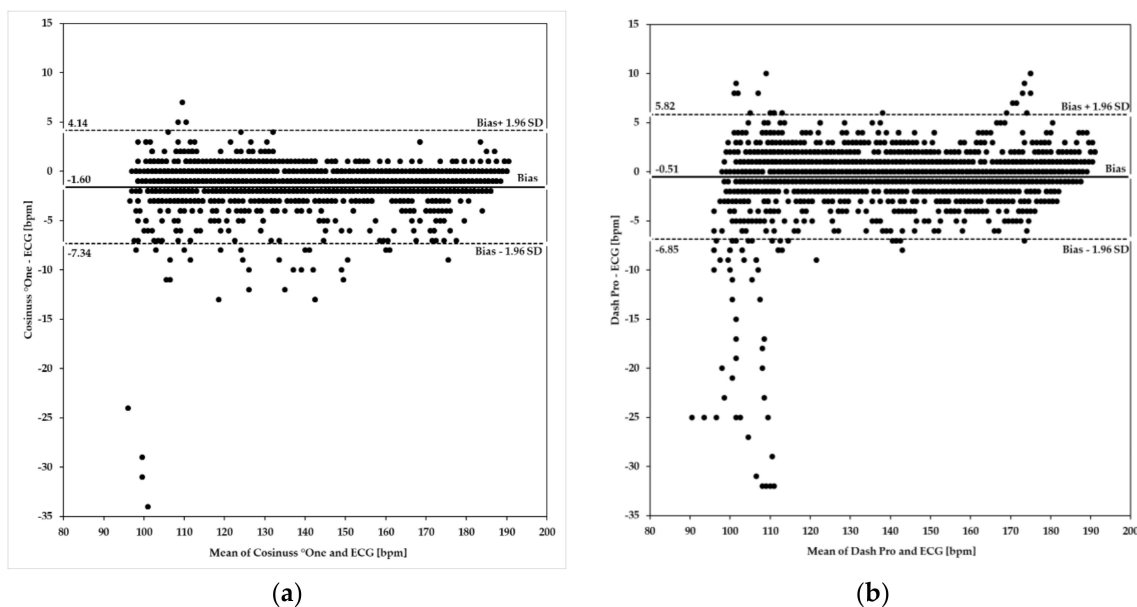 15
10
5
0
-5
-10
-15
-20
-25
-30
-35
4.14
Bias+ 1.96 SD
-1.60
Bias
-7.34
Bias - 1.96 SD
Cosinuss °One - ECG [bpm]
80 90 100 110 120 130 140 150 160 170 180 190 200
Mean of Cosinuss °One and ECG [bpm]
(a)
15
10
5
0
-5
-10
-15
-20
-25
-30
-35
5.82
Bias + 1.96 SD
-0.51
Bias
-6.85
Bias - 1.96 SD
Dash Pro - ECG [bpm]
80 90 100 110 120 130 140 150 160 170 180 190 200
Mean of Dash Pro and ECG [bpm]
(b)